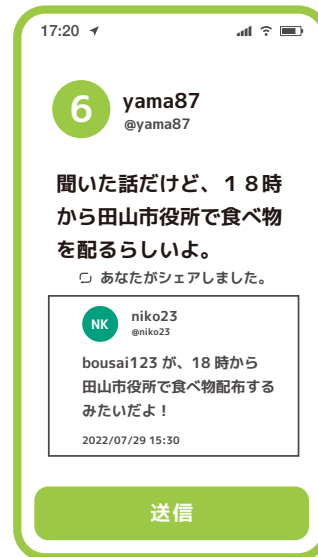 17:20
6
yama87
@yama87
聞いた話だけど、１８時
から田山市役所で食べ物
を配るらしいよ。
あなたがシェアしました。
NK
niko23
@niko23
bousai123 が、18 時から
田山市役所で食べ物配布する
みたいだよ！
2022/07/29 15:30
送信